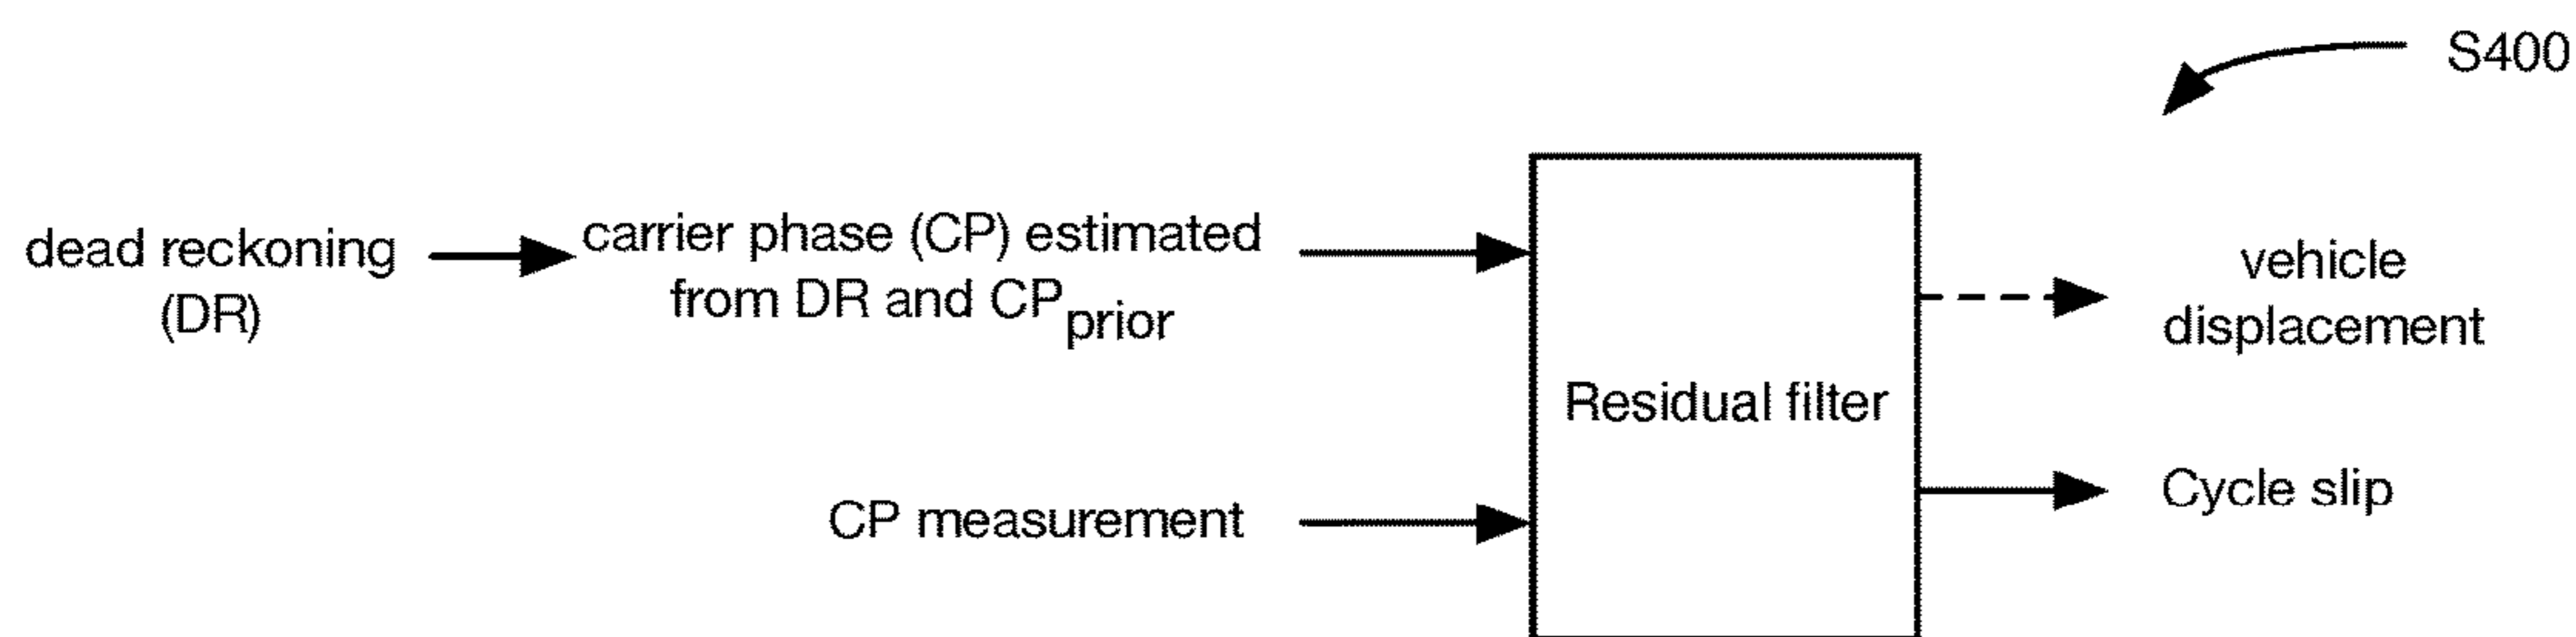 S400
dead reckoning
(DR)
carrier phase (CP) estimated
from DR and CPprior
CP measurement
Residual filter
vehicle
displacement
Cycle slip